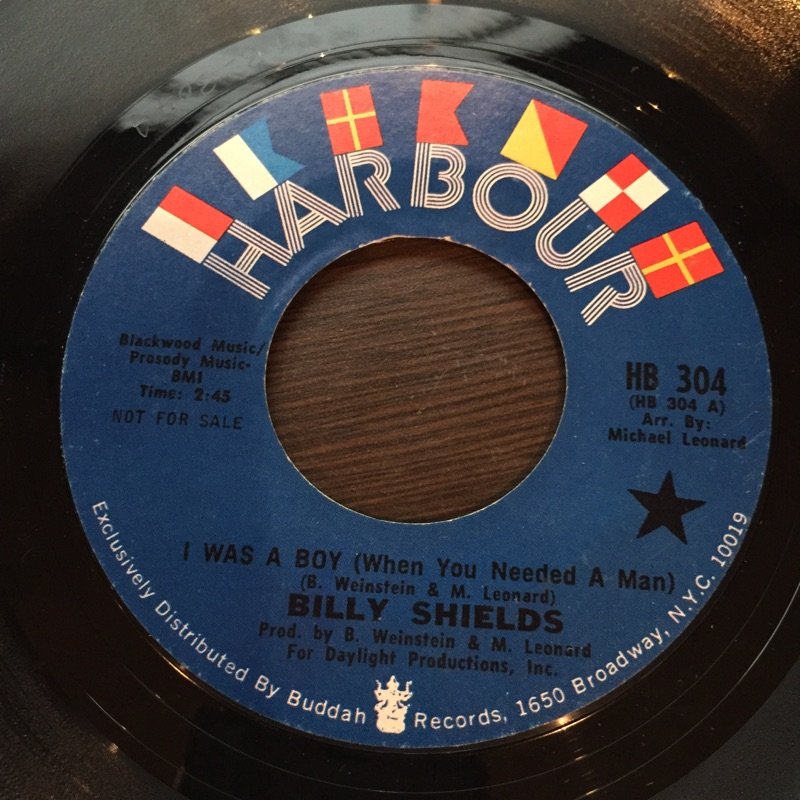 HARBOUR
Blackwood Music/
Prosody Music-
BMI
Time: 2:45
NOT FOR SALE
HB 304
(HB 304 A)
Arr. By:
Michael Leonard
I WAS A BOY (When You Needed A Man)
(B. Weinstein & M. Leonard)
BILLY SHIELDS
Prod. by B. Weinstein & M. Leonard
For Daylight Productions, Inc.
Exclusively Distributed By Buddah Records, 1650 Broadway, N.Y.C. 10019